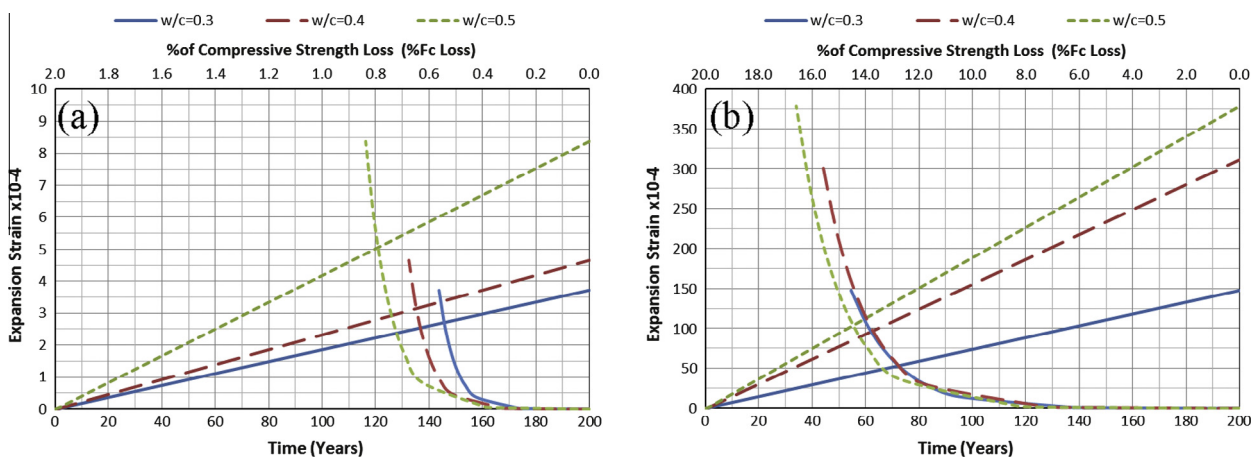 w/c=0.3 w/c=0.4 w/c=0.5
%of Compressive Strength Loss (%Fc Loss)
2.0 1.8 1.6 1.4 1.2 1.0 0.8 0.6 0.4 0.2 0.0
(a)
Expansion Strain x10-4
10
9
8
7
6
5
4
3
2
1
0
0 20 40 60 80 100 120 140 160 180 200
Time (Years)
w/c=0.3 w/c=0.4 w/c=0.5
%of Compressive Strength Loss (%Fc Loss)
20.0 18.0 16.0 14.0 12.0 10.0 8.0 6.0 4.0 2.0 0.0
(b)
Expansion Strain x10-4
400
350
300
250
200
150
100
50
0
0 20 40 60 80 100 120 140 160 180 200
Time (Years)